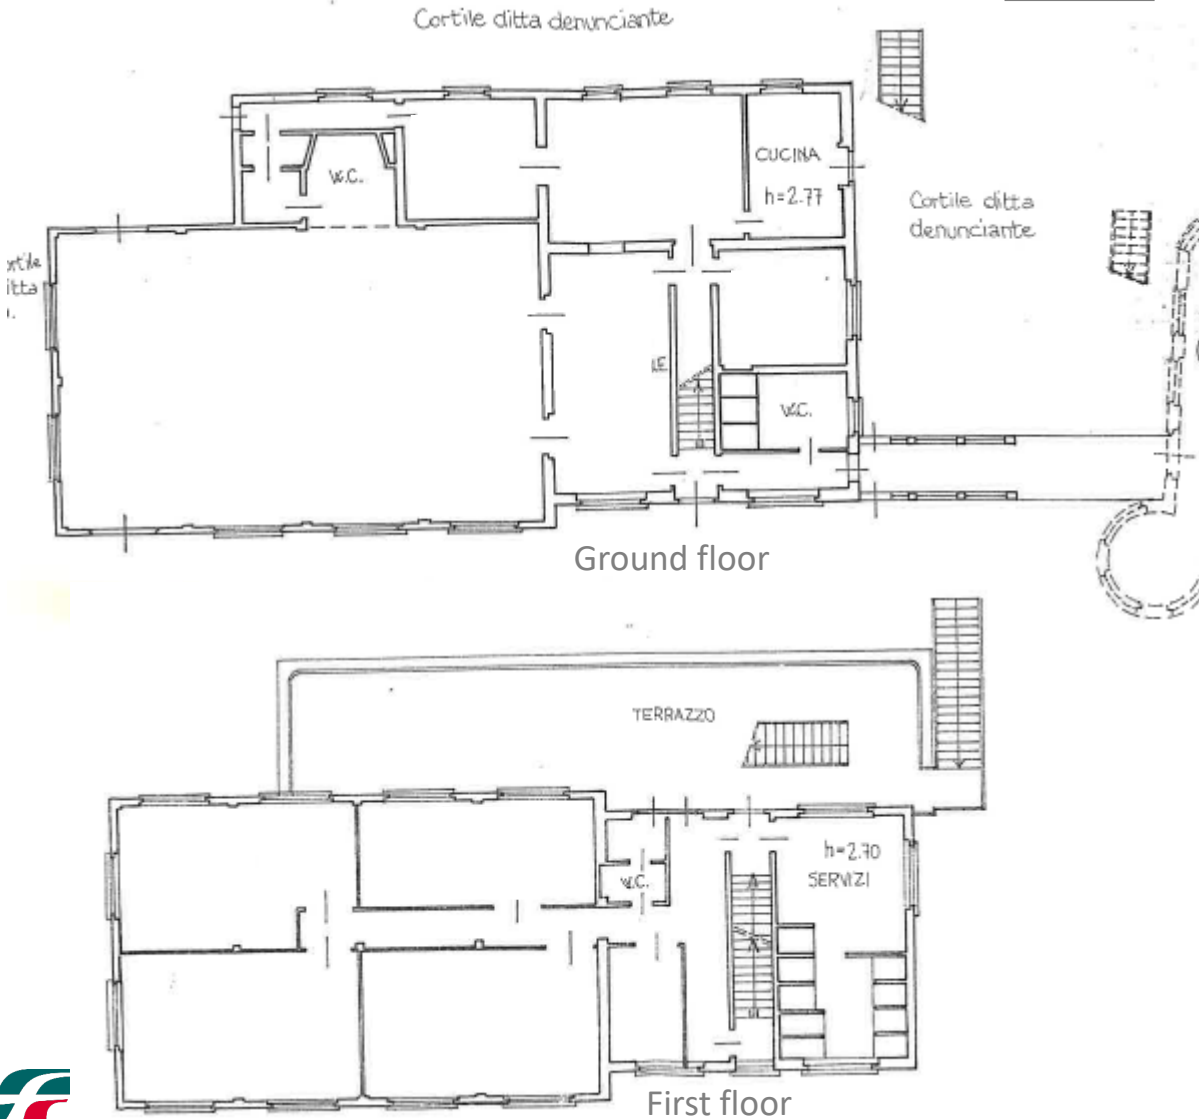 Cortile ditta denunciante
CUCINA
h=2.77
W.C.
Cortile ditta
denunciante
W.C.
Ground floor
TERRAZZO
h=2.70
SERVIZI
W.C.
First floor